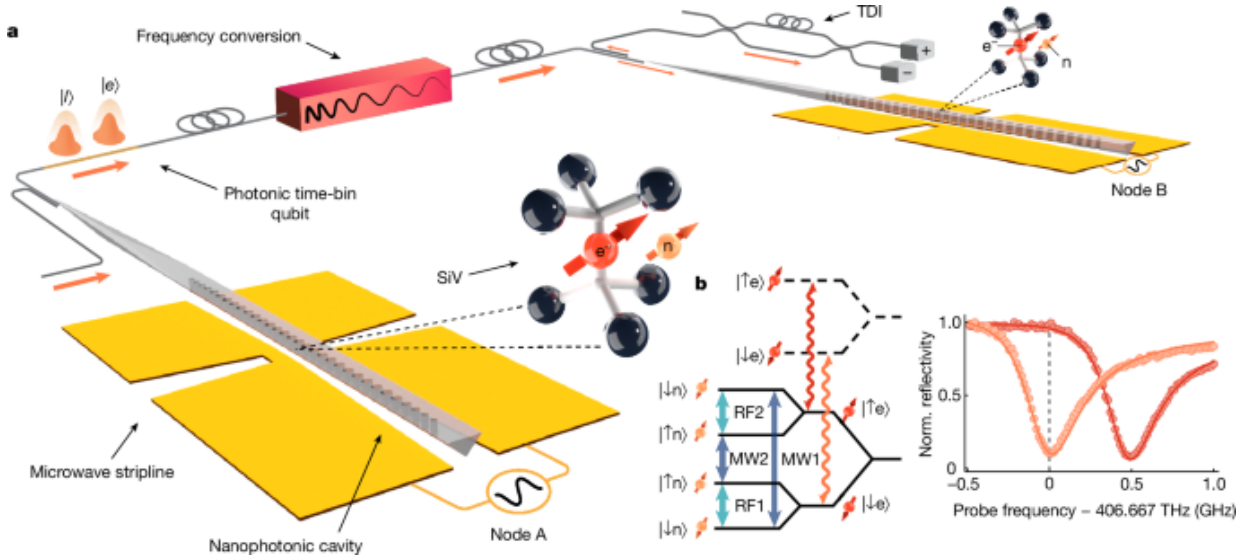 a
Frequency conversion
TDI
|l⟩
|e⟩
e⁻
n
+
−
Photonic time-bin
qubit
Node B
SiV
e⁻
n
Microwave stripline
Nanophotonic cavity
Node A
b
|↑e⟩
|↓e⟩
|↓n⟩
RF2
|↑e⟩
|↑n⟩
MW2
MW1
|↑n⟩
RF1
|↓e⟩
|↓n⟩
Norm. reflectivity
1.0
0.5
0
−0.5
0
0.5
1.0
Probe frequency − 406.667 THz (GHz)